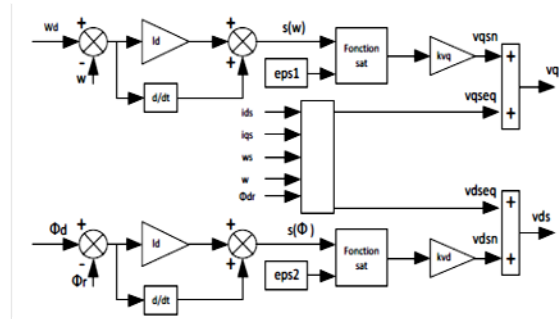 Wd
+
-
w
ld
d/dt
+
+
s(w)
eps1
Fonction
sat
kvq
vqsn
+
+
vq
vqseq
ids
iqs
ws
w
Φdr
vdseq
Φd
+
-
Φr
ld
d/dt
+
+
s(Φ)
eps2
Fonction
sat
kvd
vdsn
+
+
vds